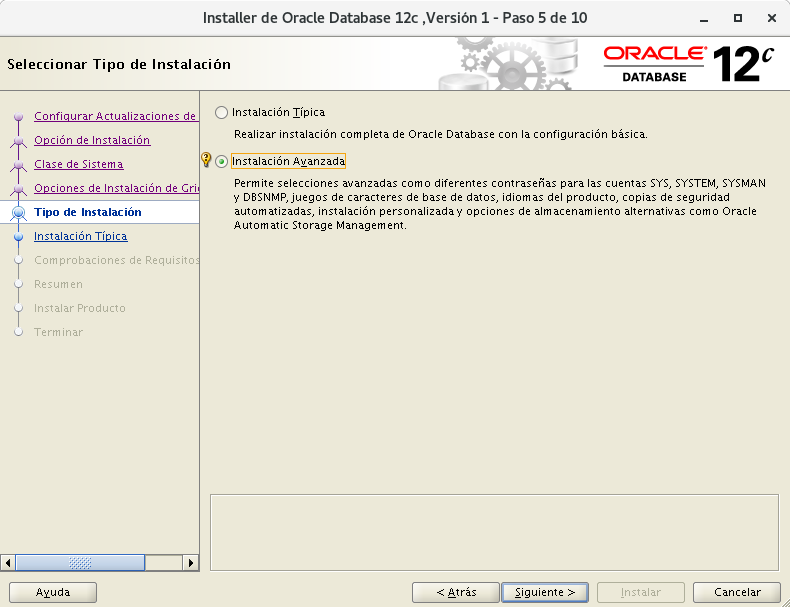 Installer de Oracle Database 12c ,Versión 1 - Paso 5 de 10
Seleccionar Tipo de Instalación
ORACLE
DATABASE
12c
Configurar Actualizaciones de
Opción de Instalación
Clase de Sistema
Opciones de Instalación de Gri
Tipo de Instalación
Instalación Típica
Comprobaciones de Requisitos
Resumen
Instalar Producto
Terminar
Instalación Típica
Realizar instalación completa de Oracle Database con la configuración básica.
Instalación Avanzada
Permite selecciones avanzadas como diferentes contraseñas para las cuentas SYS, SYSTEM, SYSMAN
y DBSNMP, juegos de caracteres de base de datos, idiomas del producto, copias de seguridad
automatizadas, instalación personalizada y opciones de almacenamiento alternativas como Oracle
Automatic Storage Management.
Ayuda
< Atrás
Siguiente >
Instalar
Cancelar